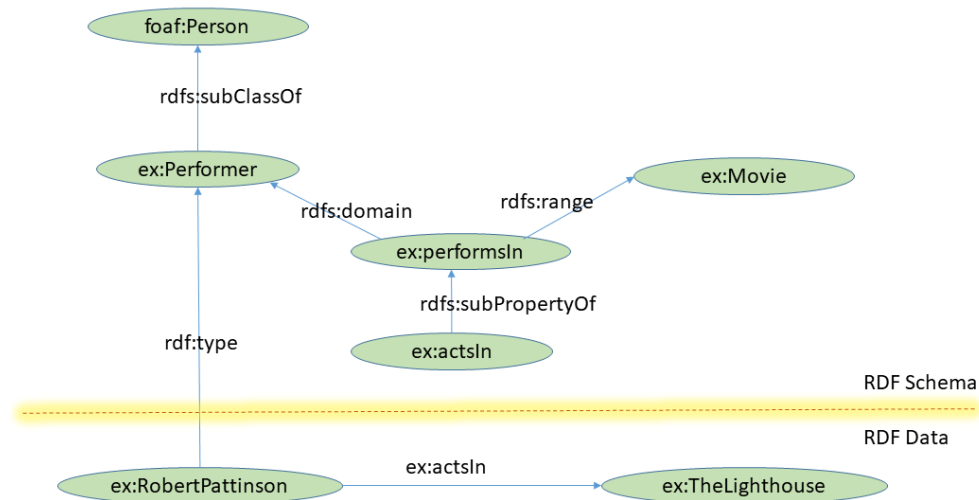 foaf:Person
rdfs:subClassOf
ex:Performer
ex:Movie
rdfs:domain
rdfs:range
ex:performsIn
rdfs:subPropertyOf
rdf:type
ex:actsIn
RDF Schema
RDF Data
ex:actsIn
ex:RobertPattinson
ex:TheLighthouse